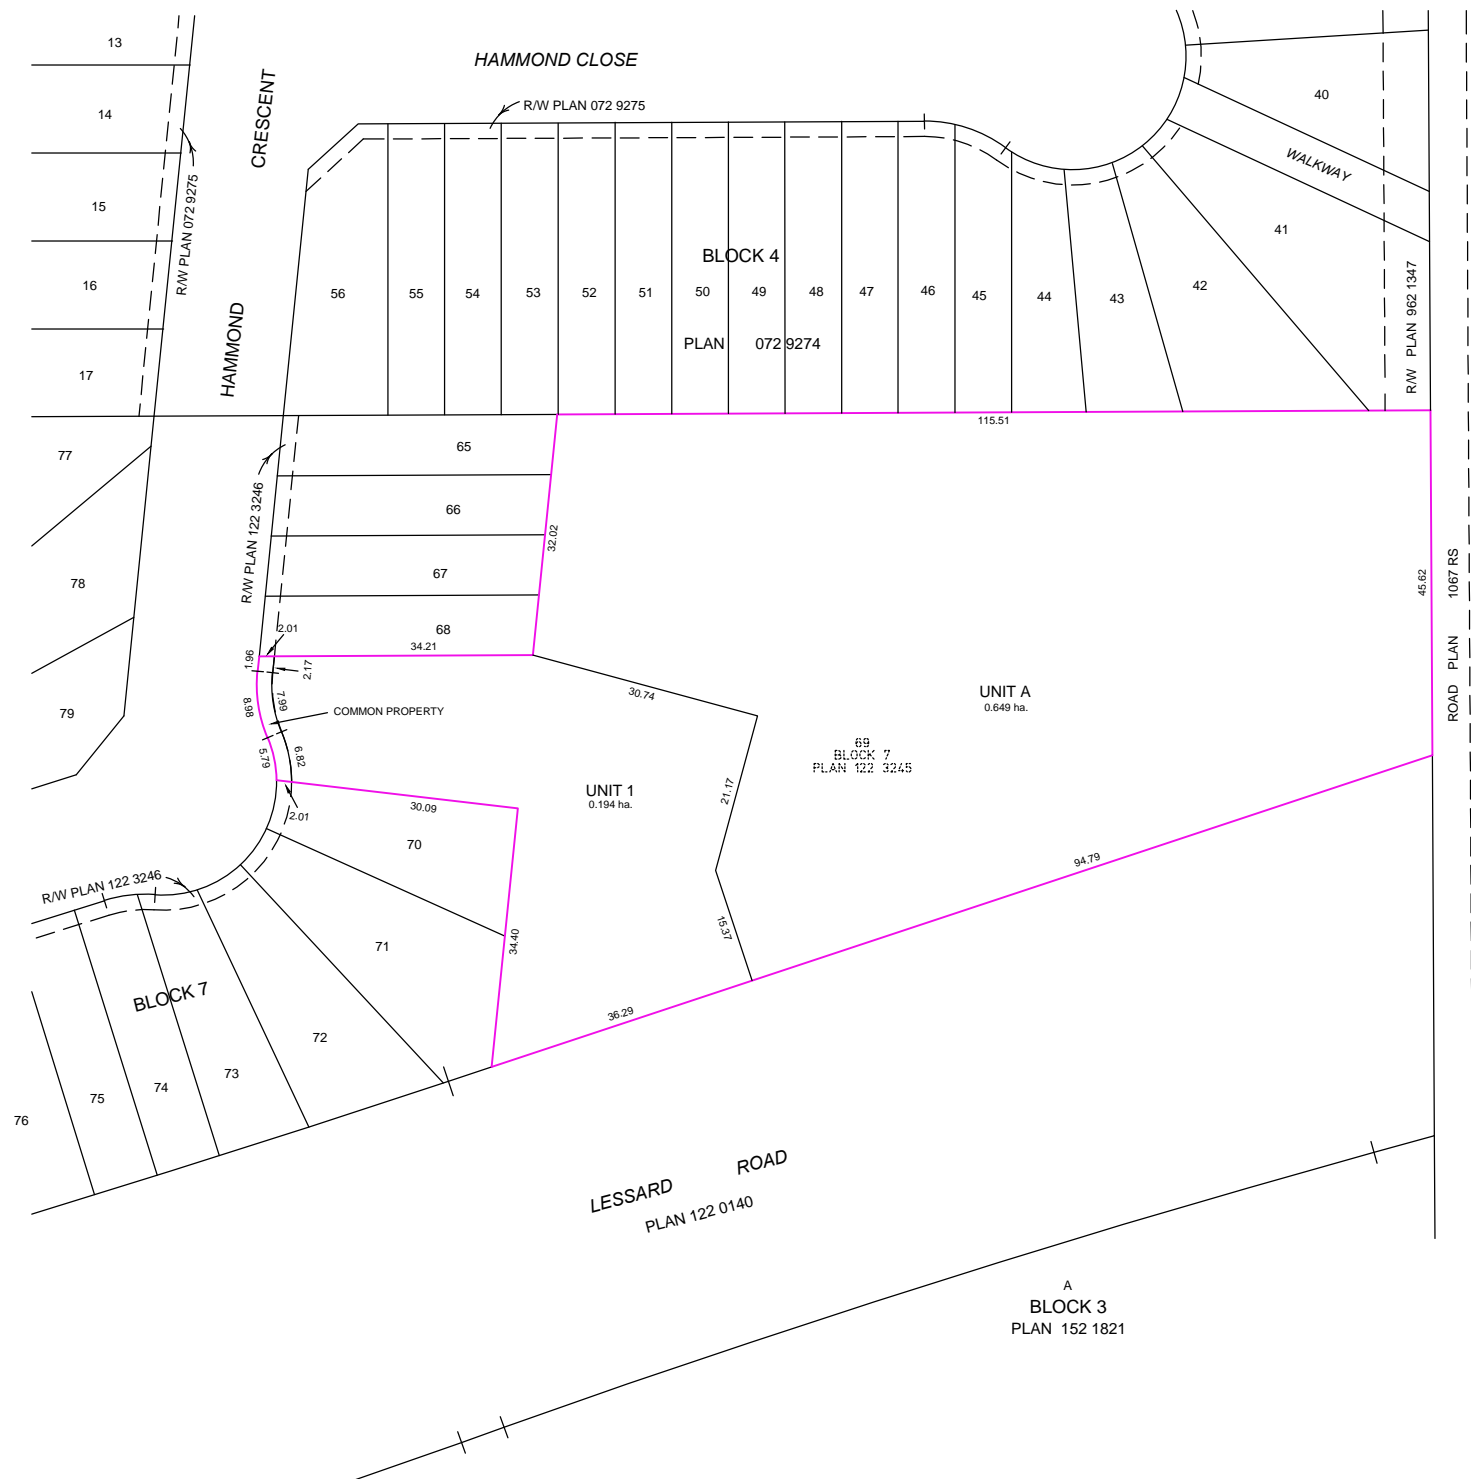 13
14
15
16
17
R/W PLAN 072 9275
HAMMOND CRESCENT
HAMMOND CLOSE
R/W PLAN 072 9275
40
WALKWAY
41
42
R/W PLAN 962 1347
BLOCK 4
56
55
54
53
52
51
50
49
48
47
46
45
44
43
PLAN 072 9274
115.51
77
78
79
R/W PLAN 122 3246
65
66
67
68
32.02
45.62
ROAD PLAN 1067 RS
2.01
34.21
1.96
2.17
8.98
7.99
COMMON PROPERTY
5.79
6.82
30.74
UNIT A
0.649 ha.
69
BLOCK 7
PLAN 122 3245
UNIT 1
0.194 ha.
21.17
2.01
30.09
70
94.79
R/W PLAN 122 3246
15.37
34.40
71
BLOCK 7
36.29
72
73
74
75
76
LESSARD ROAD
PLAN 122 0140
A
BLOCK 3
PLAN 152 1821